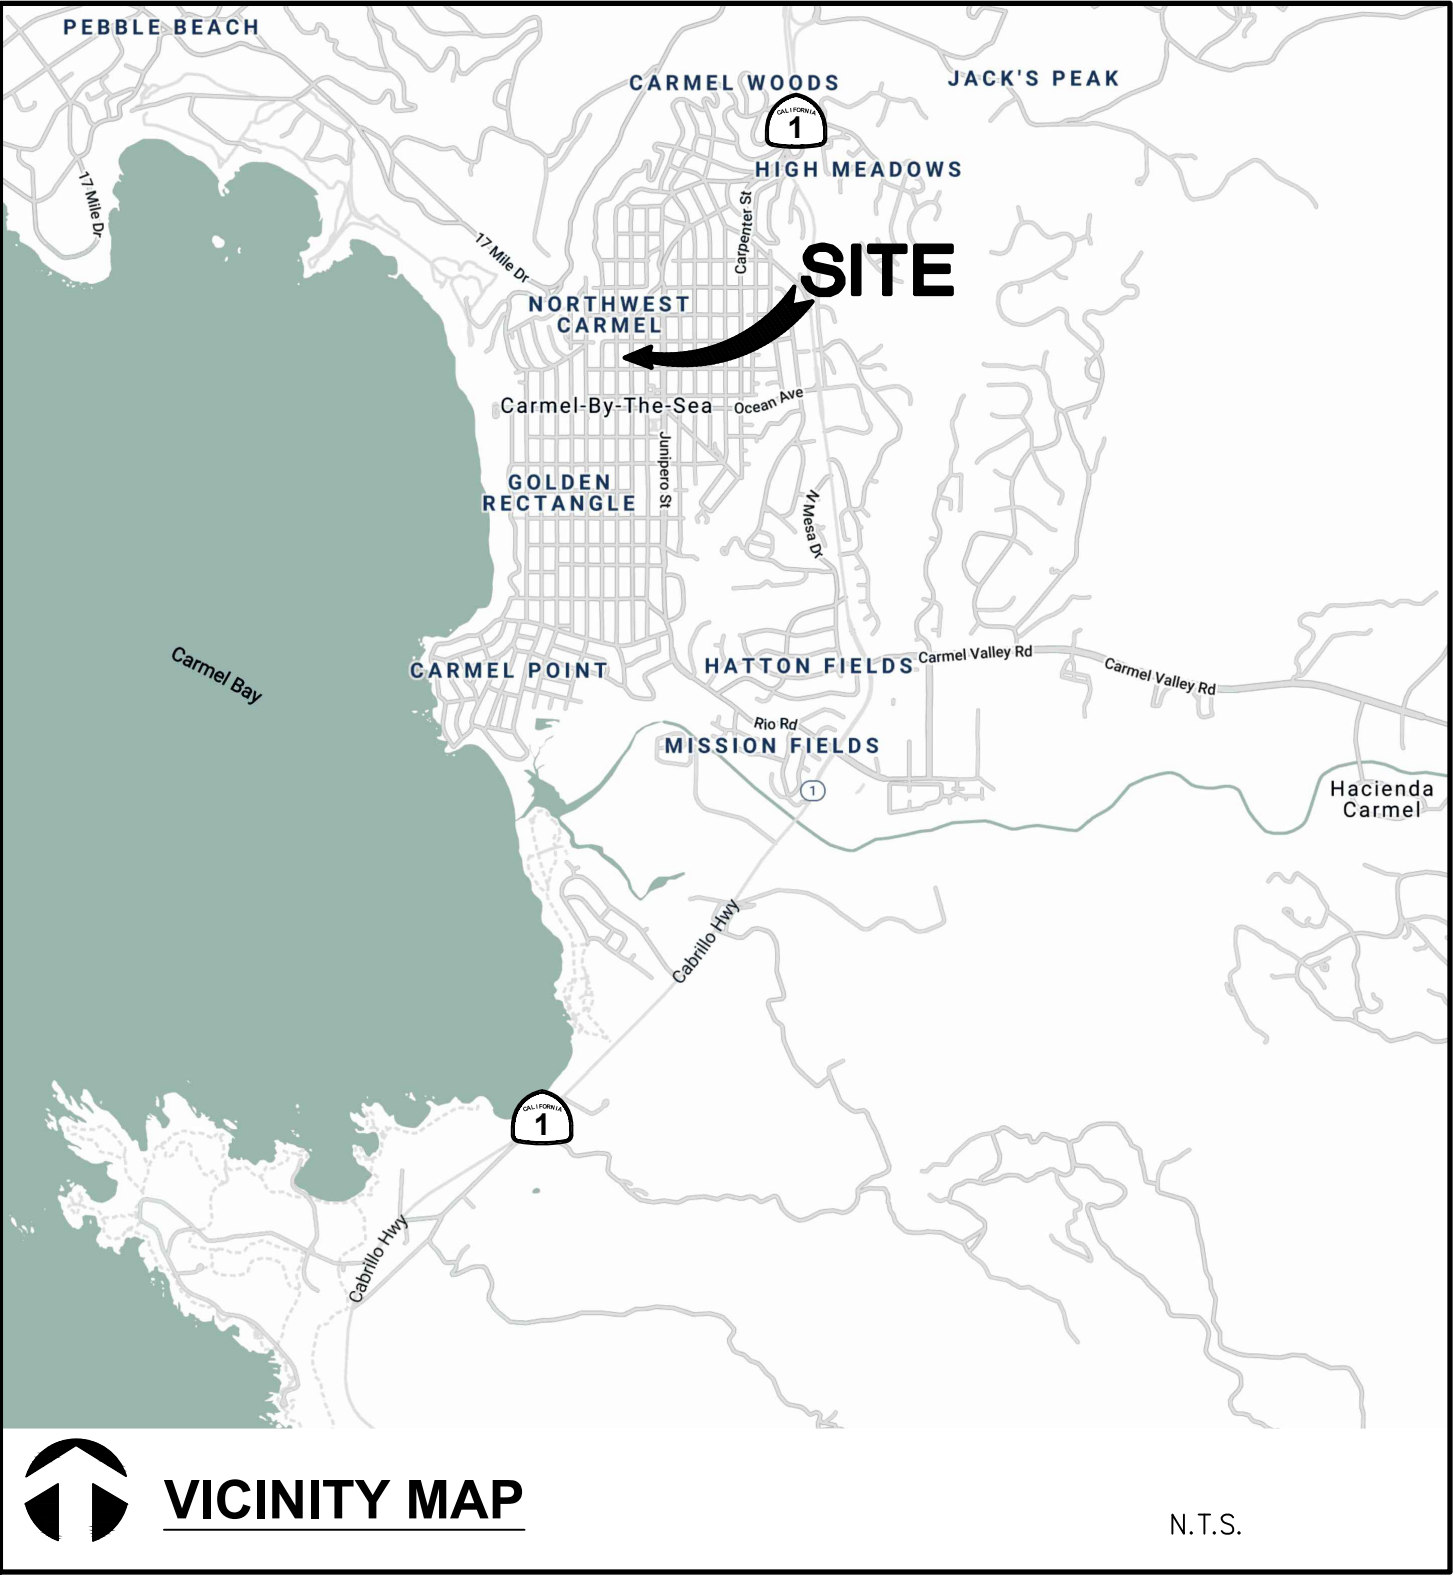 PEBBLE BEACH
CARMEL WOODS
JACK'S PEAK
CALIFORNIA
1
HIGH MEADOWS
17 Mile Dr
Carpenter St
17 Mile Dr
SITE
NORTHWEST
CARMEL
Carmel-By-The-Sea
Ocean Ave
Junipero St
GOLDEN
RECTANGLE
N Mesa Dr
Carmel Bay
CARMEL POINT
HATTON FIELDS
Carmel Valley Rd
Carmel Valley Rd
Rio Rd
MISSION FIELDS
1
Hacienda
Carmel
Cabrillo Hwy
CALIFORNIA
1
Cabrillo Hwy
VICINITY MAP
N.T.S.